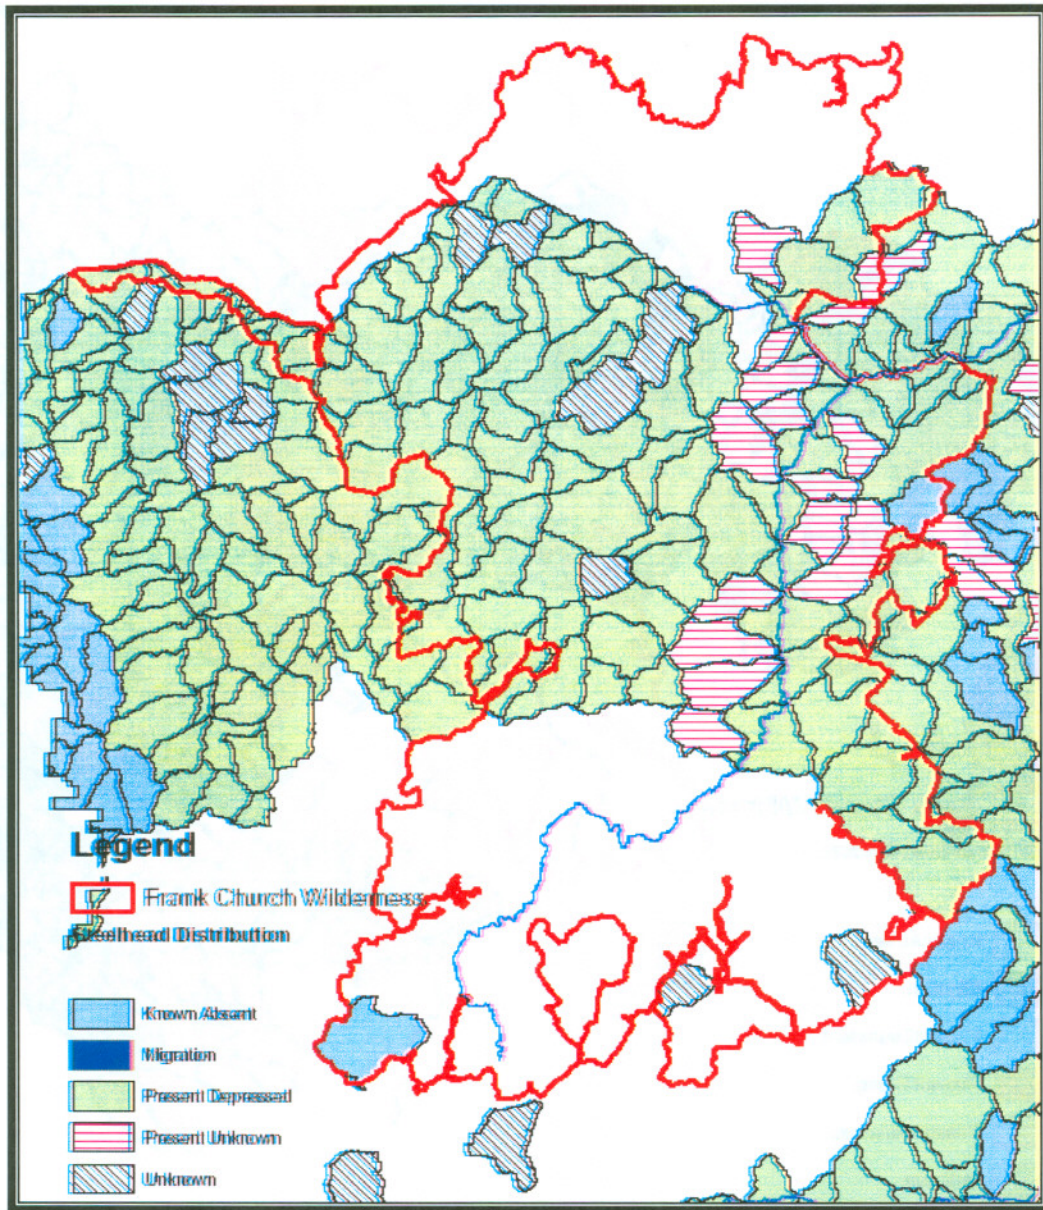 Legend
Frank Church Wilderness
Steelhead Distribution
Known Absent
Migration
Present Depressed
Present Unknown
Unknown